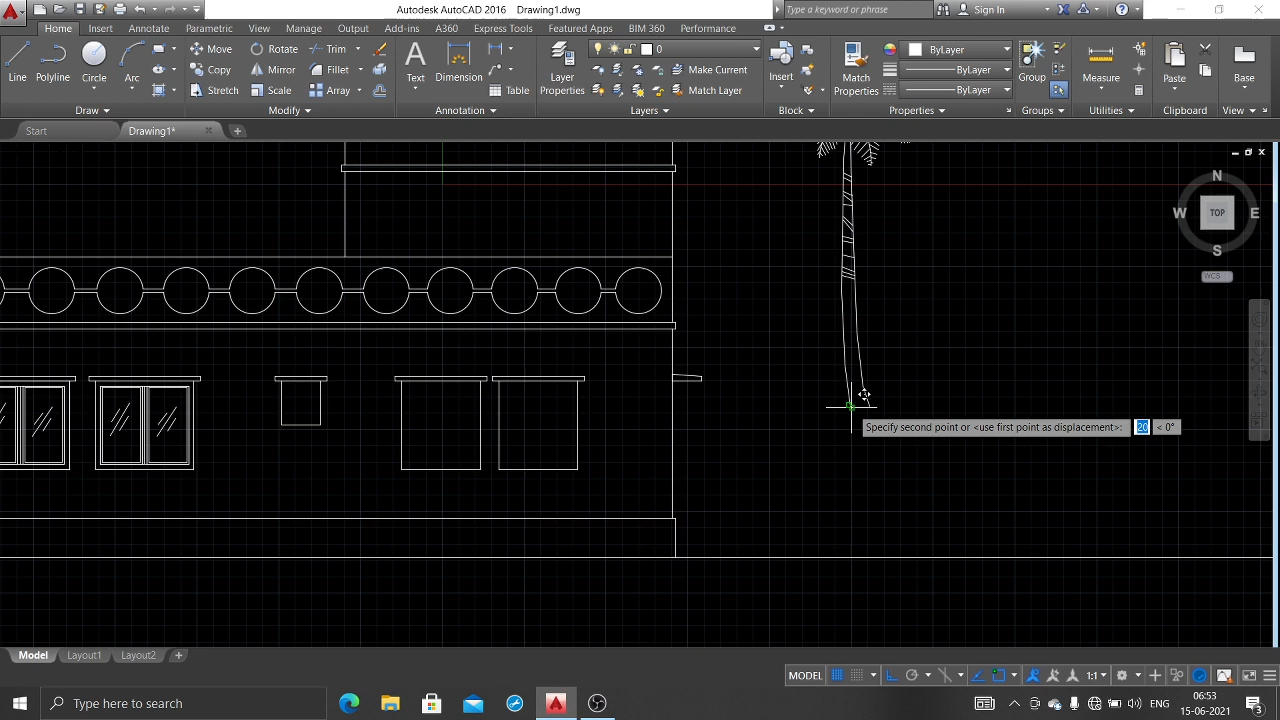 Autodesk AutoCAD 2016   Drawing1.dwg
Type a keyword or phrase
Sign In
Home Insert Annotate Parametric View Manage Output Add-ins A360 Express Tools Featured Apps BIM 360 Performance
Move Rotate Trim
0
ByLayer
Line Polyline Circle Arc
Copy Mirror Fillet
Text Dimension
Layer Properties
Make Current
Insert
Match Properties
ByLayer
Group
Measure
Paste
Base
Stretch Scale Array
Table
Match Layer
ByLayer
Draw Modify Annotation Layers Block Properties Groups Utilities Clipboard View
Start Drawing1*
N
W TOP E
S
WCS
Specify second point or <use first point as displacement>: 20 < 0°
Model Layout1 Layout2
MODEL 1:1
Type here to search
ENG
06:53
15-06-2021
3